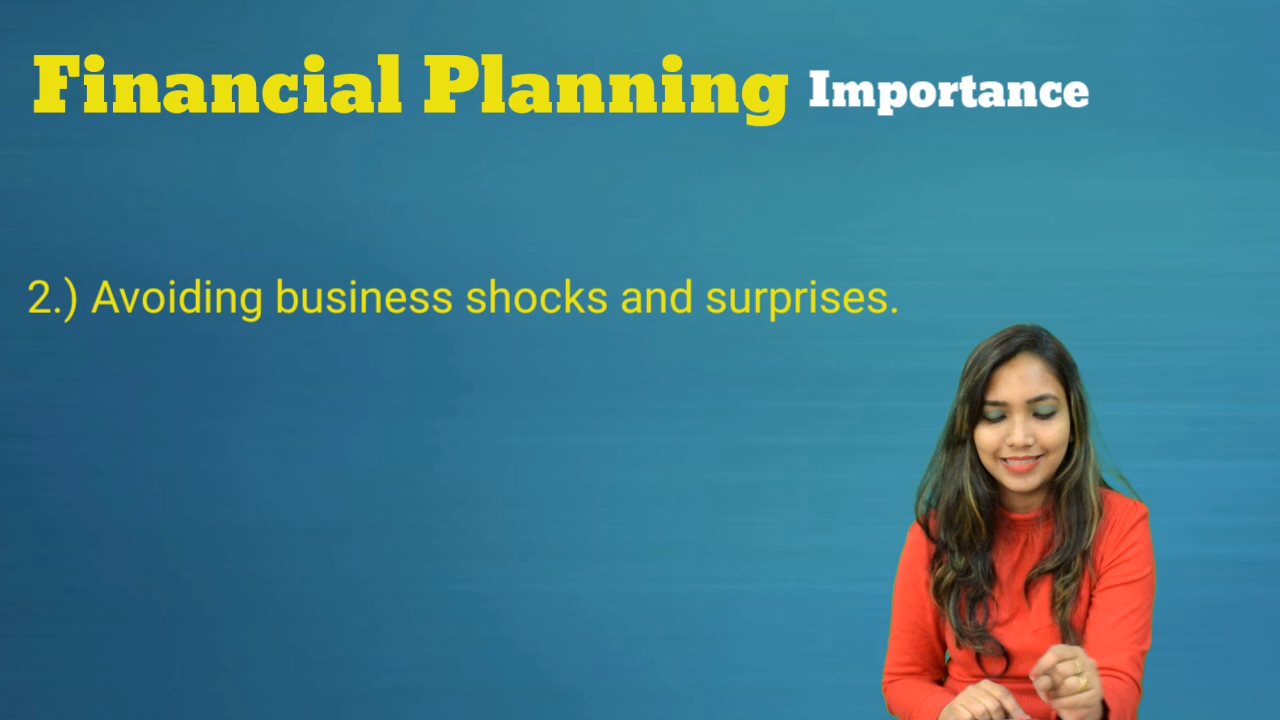 Financial Planning Importance
2.) Avoiding business shocks and surprises.